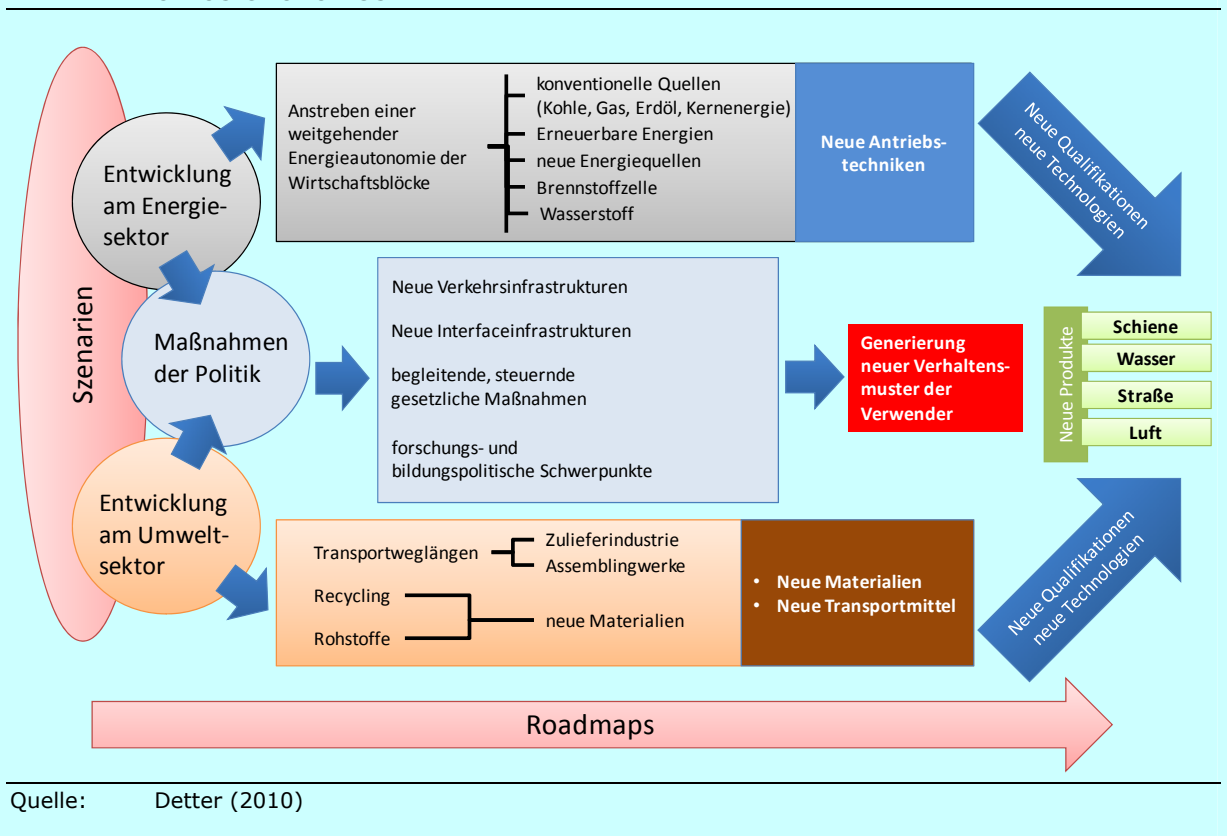 Szenarien
Entwicklung
am Energie-
sektor
Maßnahmen
der Politik
Entwicklung
am Umwelt-
sektor
Anstreben einer
weitgehender
Energieautonomie der
Wirtschaftsblöcke
konventionelle Quellen
(Kohle, Gas, Erdöl, Kernenergie)
Erneuerbare Energien
neue Energiequellen
Brennstoffzelle
Wasserstoff
Neue Antriebs-
techniken
Neue Qualifikationen
neue Technologien
Neue Verkehrsinfrastrukturen
Neue Interfaceinfrastrukturen
begleitende, steuernde
gesetzliche Maßnahmen
forschungs- und
bildungspolitische Schwerpunkte
Generierung
neuer Verhaltens-
muster der
Verwender
Neue Produkte
Schiene
Wasser
Straße
Luft
Transportweglängen
Zulieferindustrie
Assemblingwerke
Recycling
Rohstoffe
neue Materialien
• Neue Materialien
• Neue Transportmittel
Neue Qualifikationen
neue Technologien
Roadmaps
Quelle: Detter (2010)